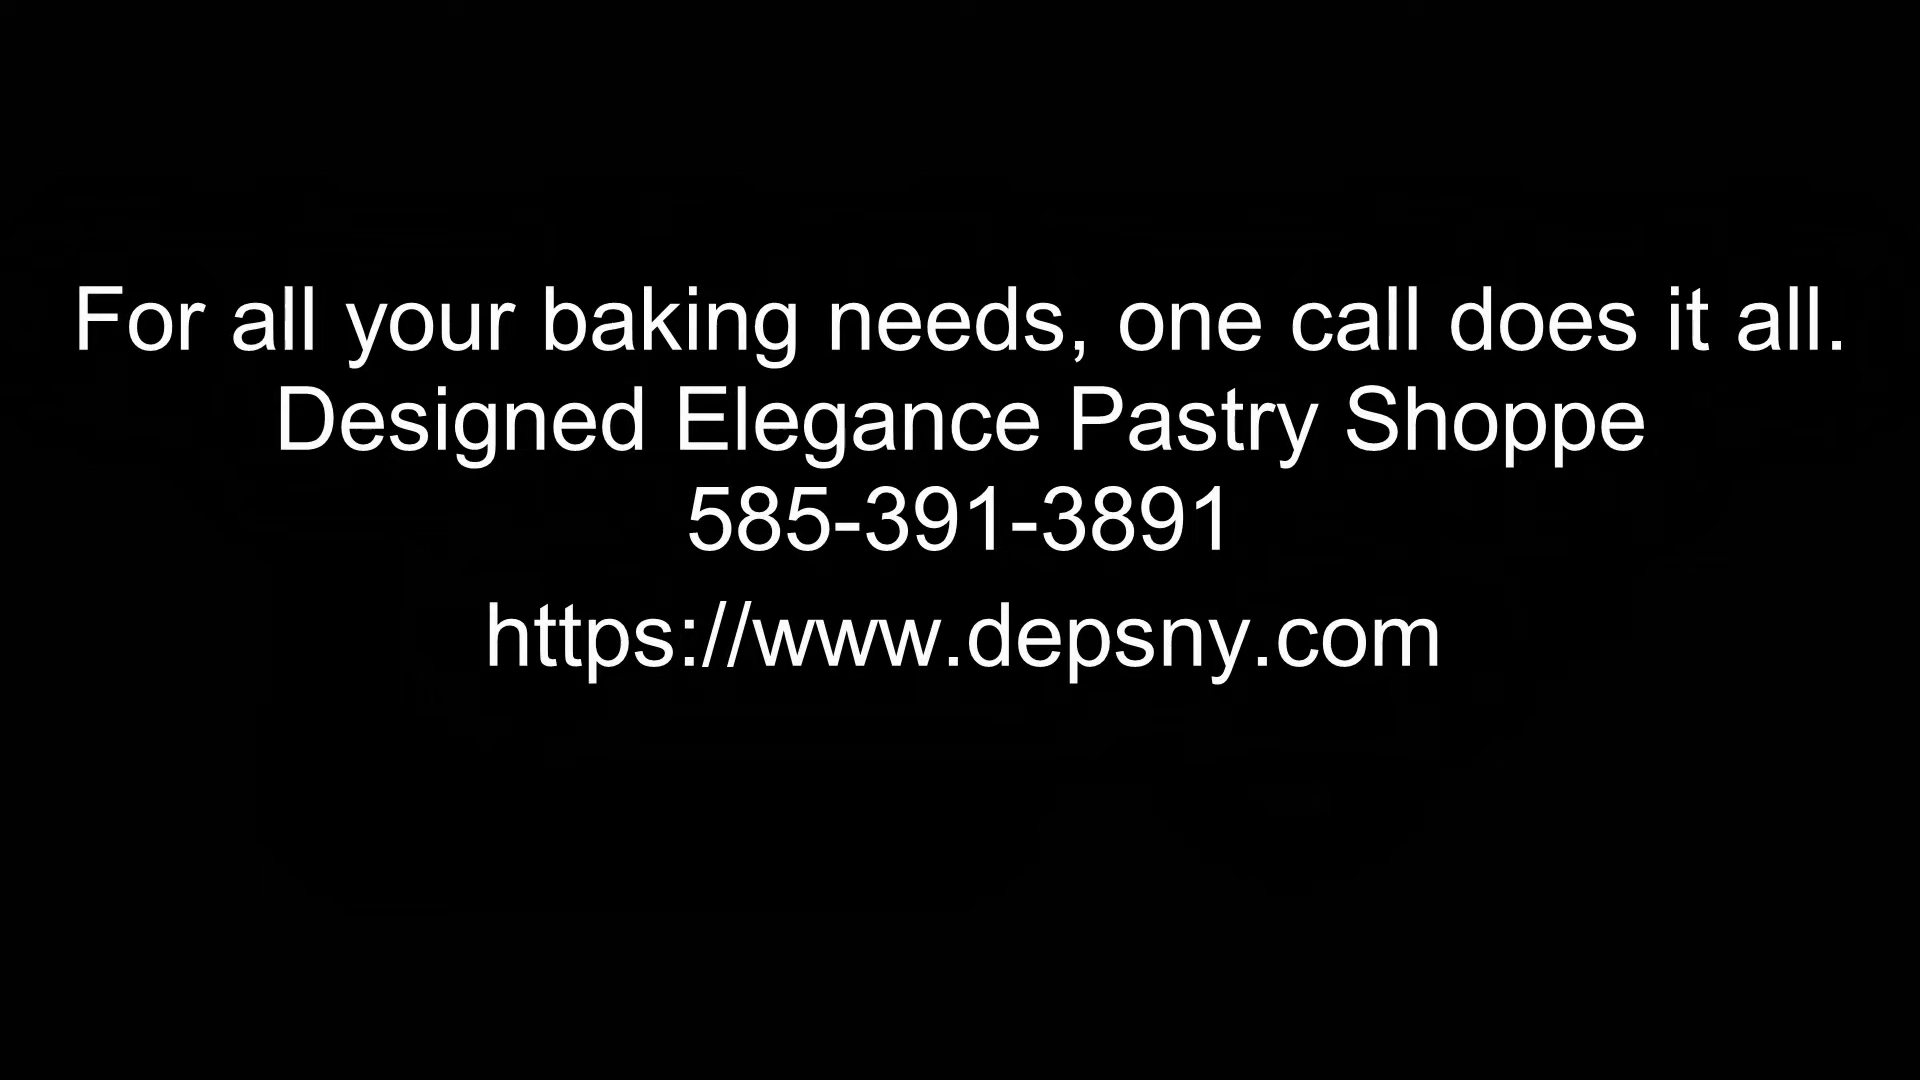 For all your baking needs, one call does it all.
Designed Elegance Pastry Shoppe
585-391-3891
https://www.depsny.com